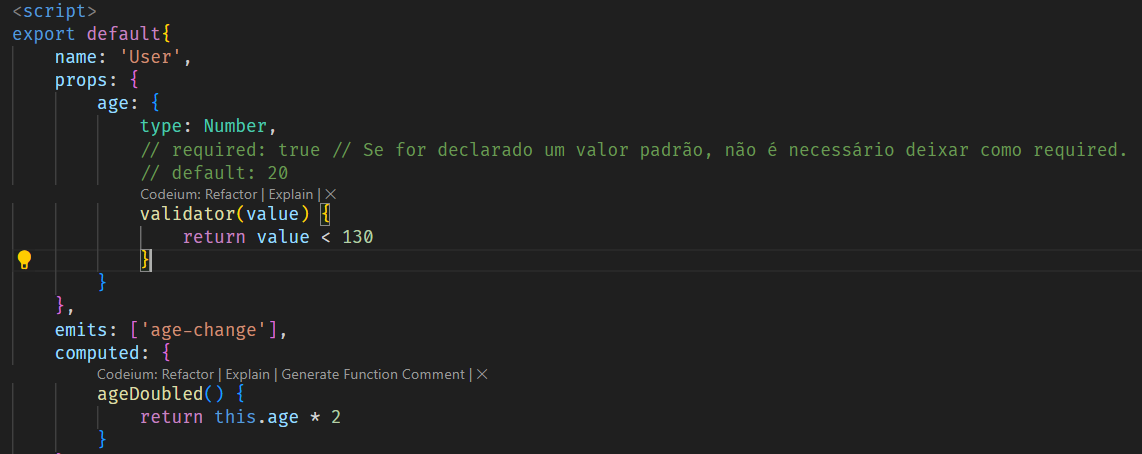 <script>
export default{
name: 'User',
props: {
age: {
type: Number,
// required: true // Se for declarado um valor padrão, não é necessário deixar como required.
// default: 20
Codeium: Refactor | Explain | ×
validator(value) {
return value < 130
}
}
},
emits: ['age-change'],
computed: {
Codeium: Refactor | Explain | Generate Function Comment | ×
ageDoubled() {
return this.age * 2
}